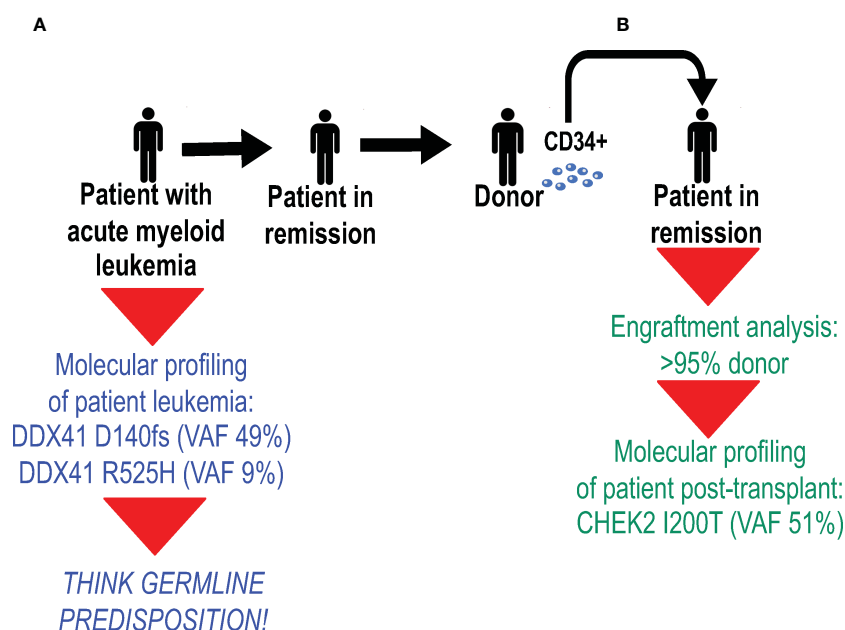 A
Patient with
acute myeloid
leukemia
Patient in
remission
Donor
CD34+
Molecular profiling
of patient leukemia:
DDX41 D140fs (VAF 49%)
DDX41 R525H (VAF 9%)
THINK GERMLINE
PREDISPOSITION!
B
Patient in
remission
Engraftment analysis:
>95% donor
Molecular profiling
of patient post-transplant:
CHEK2 I200T (VAF 51%)